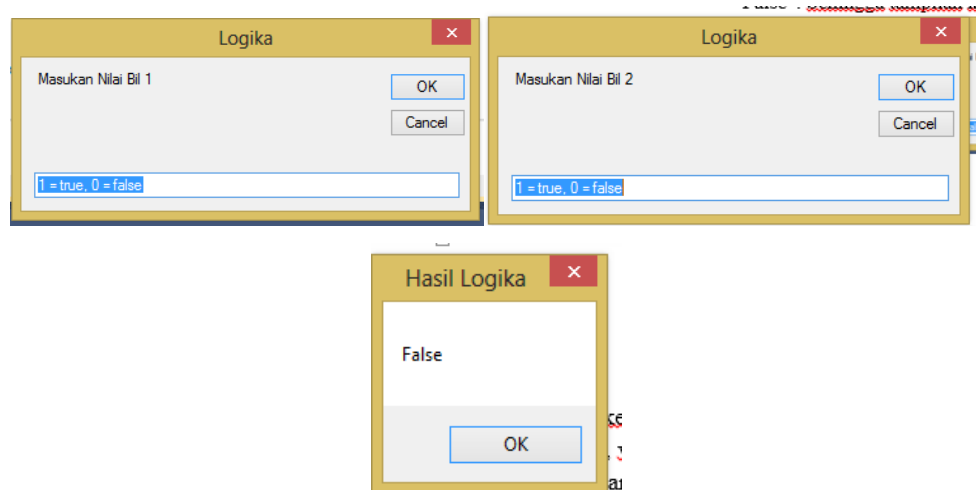 Logika
Masukan Nilai Bil 1
OK
Cancel
1 = true, 0 = false
Logika
Masukan Nilai Bil 2
OK
Cancel
1 = true, 0 = false
Hasil Logika
False
OK